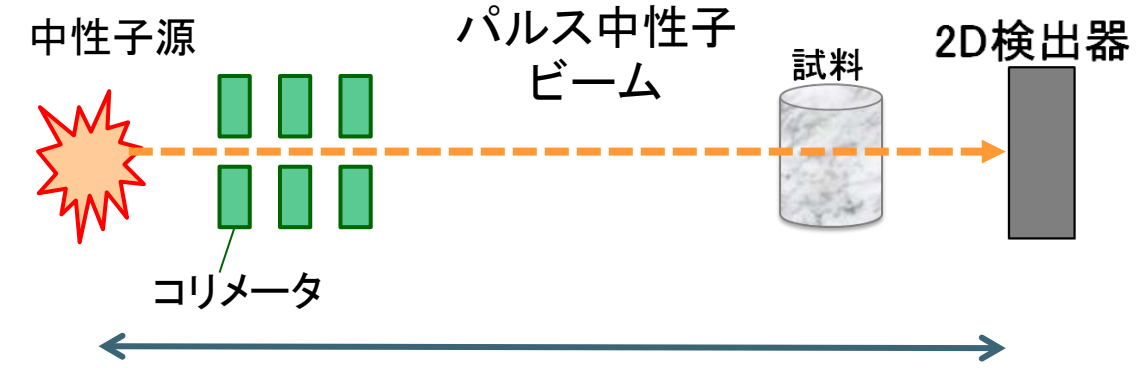 中性子源
パルス中性子
ビーム
試料
2D検出器
コリメータ